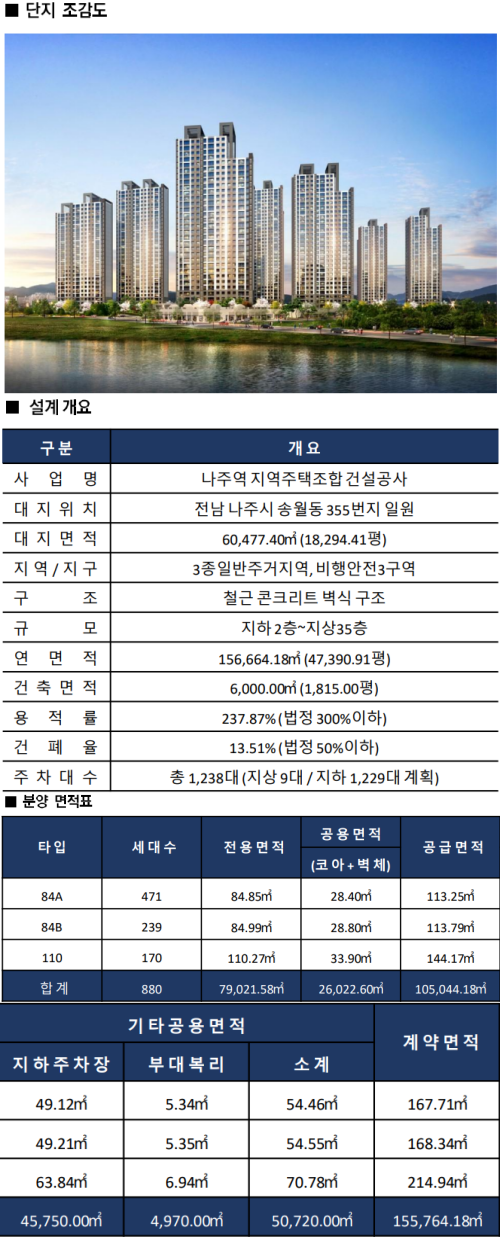 ■ 단지 조감도
■ 설계 개요
구 분 개 요
사 업 명 나주역 지역주택조합 건설공사
대 지 위 치 전남 나주시 송월동 355번지 일원
대 지 면 적 60,477.40㎡ (18,294.41평)
지 역 / 지 구 3종일반주거지역, 비행안전3구역
구 조 철근 콘크리트 벽식 구조
규 모 지하 2층~지상35층
연 면 적 156,664.18㎡ (47,390.91평)
건 축 면 적 6,000.00㎡ (1,815.00평)
용 적 률 237.87% (법정 300%이하)
건 폐 율 13.51% (법정 50%이하)
주 차 대 수 총 1,238대 (지상 9대 / 지하 1,229대 계획)
■ 분양 면적표
타입 세대수 전용면적 공용면적 (코아+벽체) 공급면적
84A 471 84.85㎡ 28.40㎡ 113.25㎡
84B 239 84.99㎡ 28.80㎡ 113.79㎡
110 170 110.27㎡ 33.90㎡ 144.17㎡
합계 880 79,021.58㎡ 26,022.60㎡ 105,044.18㎡
기타공용면적 계약면적
지하주차장 부대복리 소계
49.12㎡ 5.34㎡ 54.46㎡ 167.71㎡
49.21㎡ 5.35㎡ 54.55㎡ 168.34㎡
63.84㎡ 6.94㎡ 70.78㎡ 214.94㎡
45,750.00㎡ 4,970.00㎡ 50,720.00㎡ 155,764.18㎡